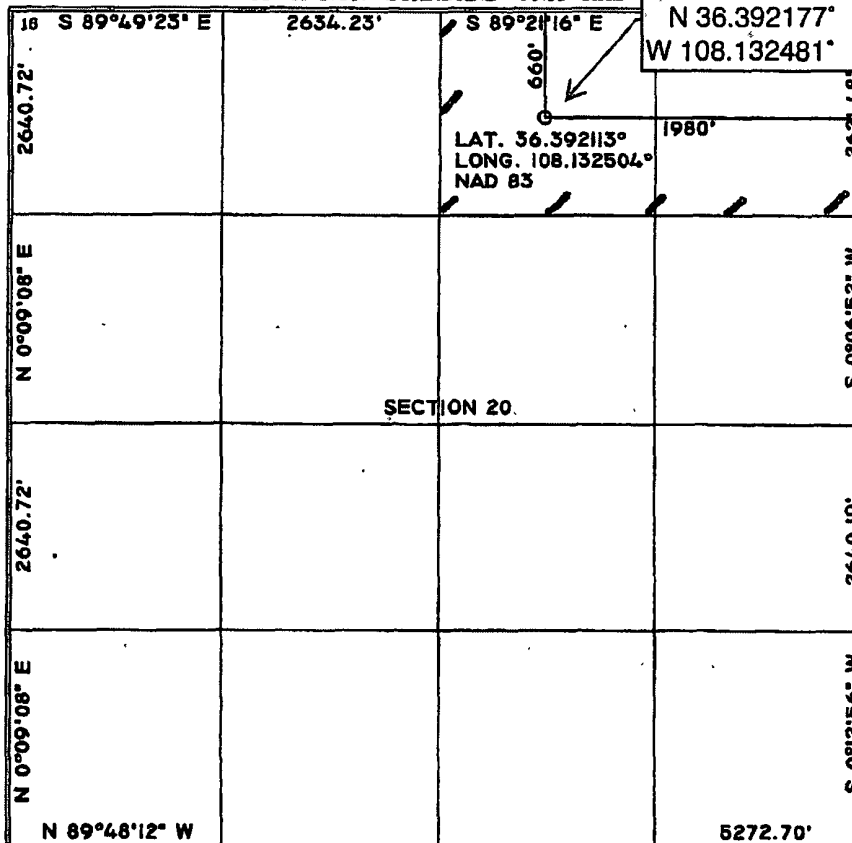 16 S 89°49'23" E 2634.23' S 89°21'16" E
N 36.392177°
W 108.132481°
2640.72'
660'
1980'
LAT. 36.392113°
LONG. 108.132504°
NAD 83
N 0°09'08" E
SECTION 20
2640.72'
N 0°09'08" E
N 89°48'12" W 5272.70'